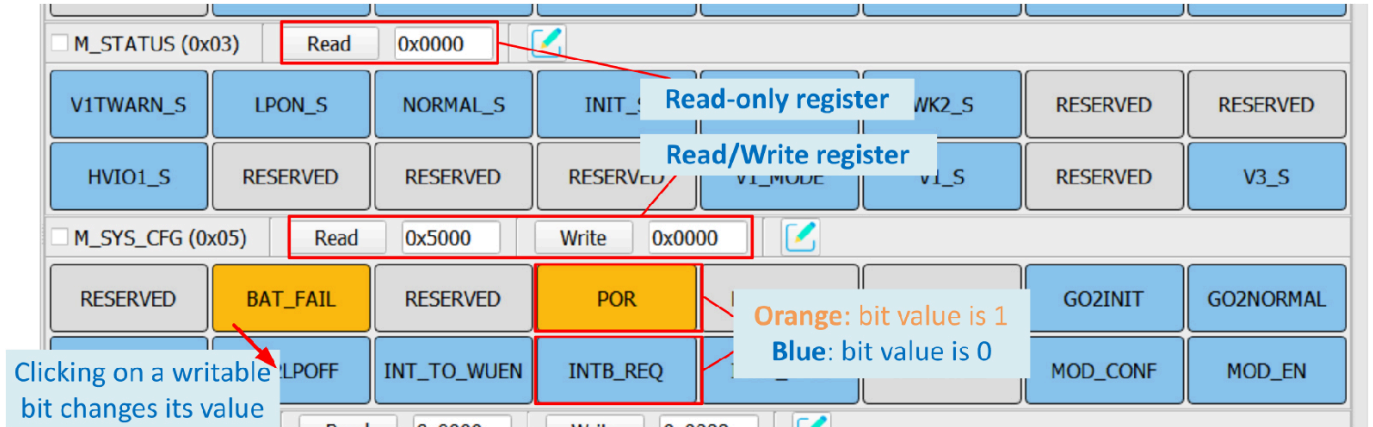 M_STATUS (0x03) Read 0x0000
Read-only register
V1TWARN_S LPON_S NORMAL_S WK2_S RESERVED RESERVED
Read/Write register
HVIO1_S RESERVED RESERVED RESERVED V1_MODE V1_S RESERVED V3_S
M_SYS_CFG (0x05) Read 0x5000 Write 0x0000
RESERVED BAT_FAIL RESERVED POR GO2INIT GO2NORMAL
Orange: bit value is 1
Blue: bit value is 0
INT_TO_WUEN INTB_REQ MOD_CONF MOD_EN
Clicking on a writable
bit changes its value
Read Write